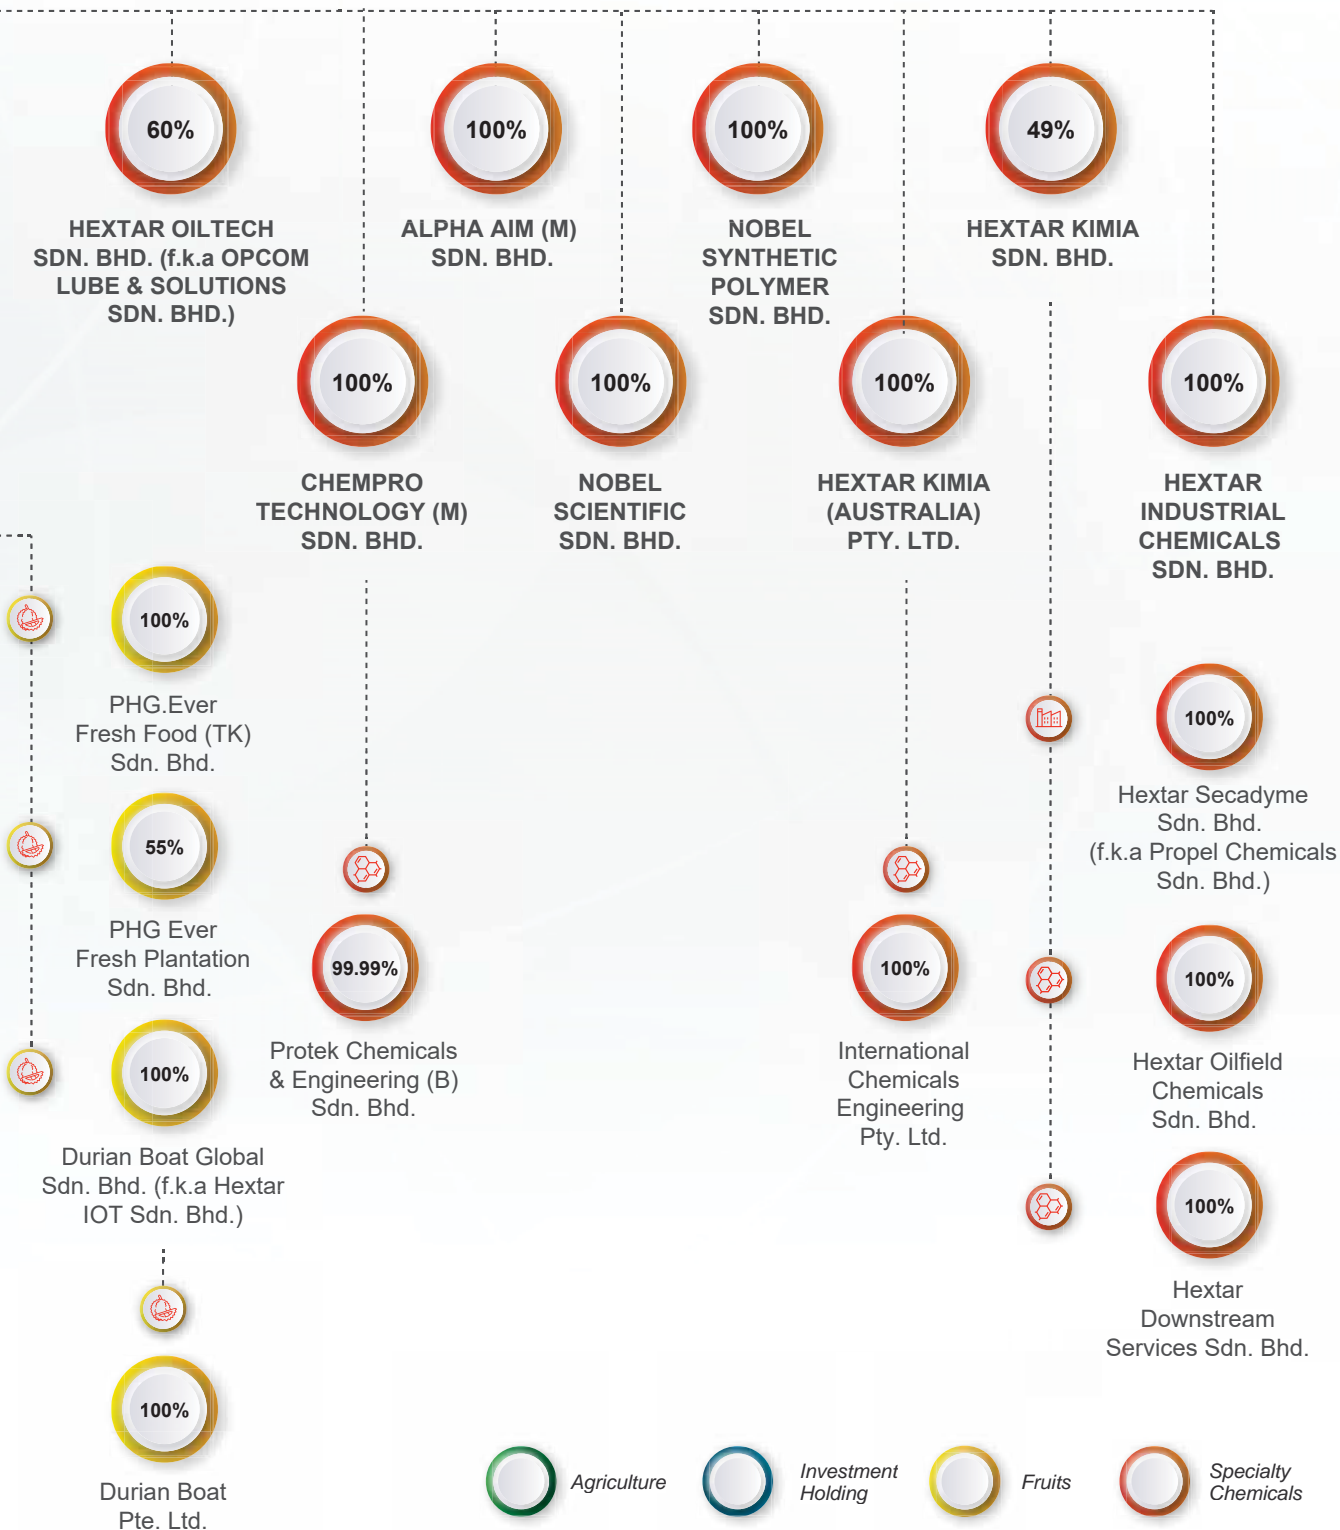 60%
HEXTAR OILTECH
SDN. BHD. (f.k.a OPCOM
LUBE & SOLUTIONS
SDN. BHD.)
100%
ALPHA AIM (M)
SDN. BHD.
100%
NOBEL
SYNTHETIC
POLYMER
SDN. BHD.
49%
HEXTAR KIMIA
SDN. BHD.
100%
CHEMPRO
TECHNOLOGY (M)
SDN. BHD.
100%
NOBEL
SCIENTIFIC
SDN. BHD.
100%
HEXTAR KIMIA
(AUSTRALIA)
PTY. LTD.
100%
HEXTAR
INDUSTRIAL
CHEMICALS
SDN. BHD.
100%
PHG.Ever
Fresh Food (TK)
Sdn. Bhd.
55%
PHG Ever
Fresh Plantation
Sdn. Bhd.
100%
Durian Boat Global
Sdn. Bhd. (f.k.a Hextar
IOT Sdn. Bhd.)
100%
Durian Boat
Pte. Ltd.
99.99%
Protek Chemicals
& Engineering (B)
Sdn. Bhd.
100%
International
Chemicals
Engineering
Pty. Ltd.
100%
Hextar Secadyme
Sdn. Bhd.
(f.k.a Propel Chemicals
Sdn. Bhd.)
100%
Hextar Oilfield
Chemicals
Sdn. Bhd.
100%
Hextar
Downstream
Services Sdn. Bhd.
Agriculture
Investment
Holding
Fruits
Specialty
Chemicals